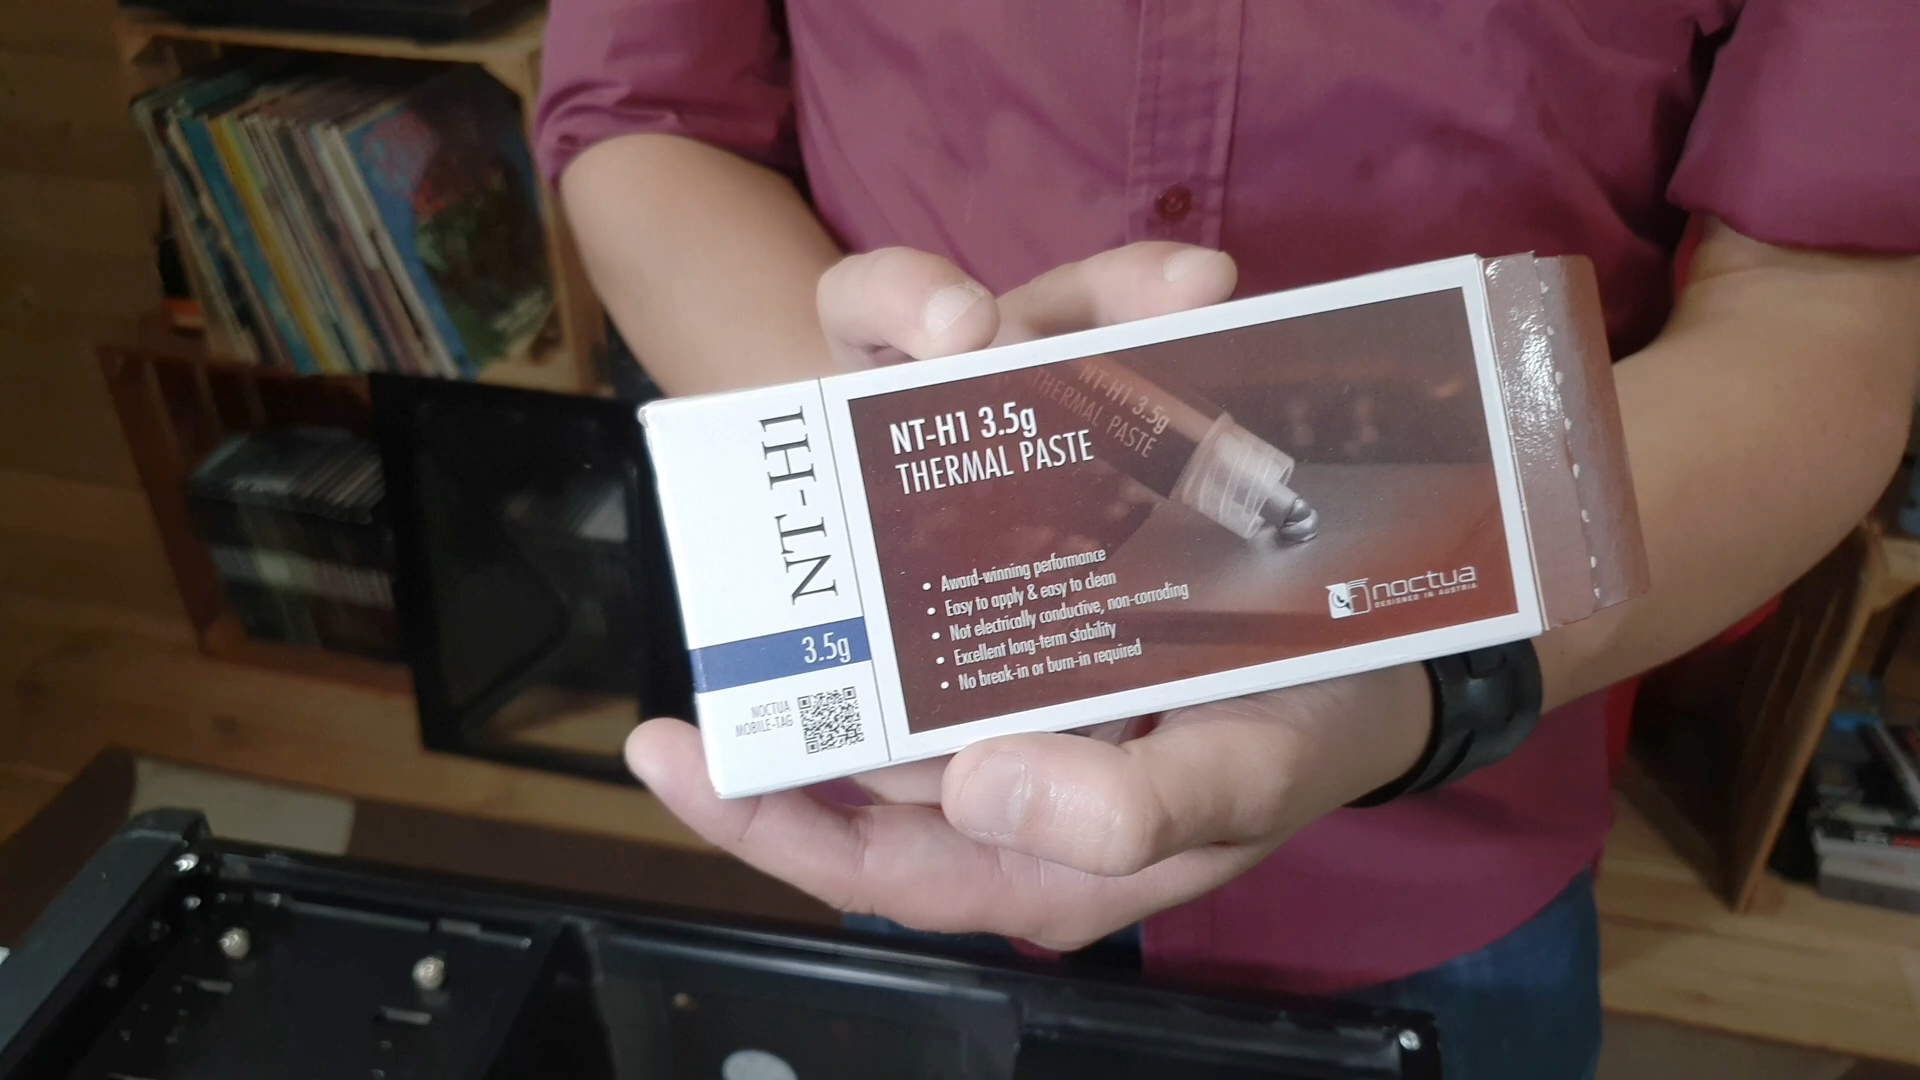 NT-H1
3.5g
NOCTUA
MOBILE-TAG
NT-H1 3.5g
THERMAL PASTE
NT-H1 3.5g
THERMAL PASTE
• Award-winning performance
• Easy to apply & easy to clean
• Not electrically conductive, non-corroding
• Excellent long-term stability
• No break-in or burn-in required
noctua
DESIGNED IN AUSTRIA